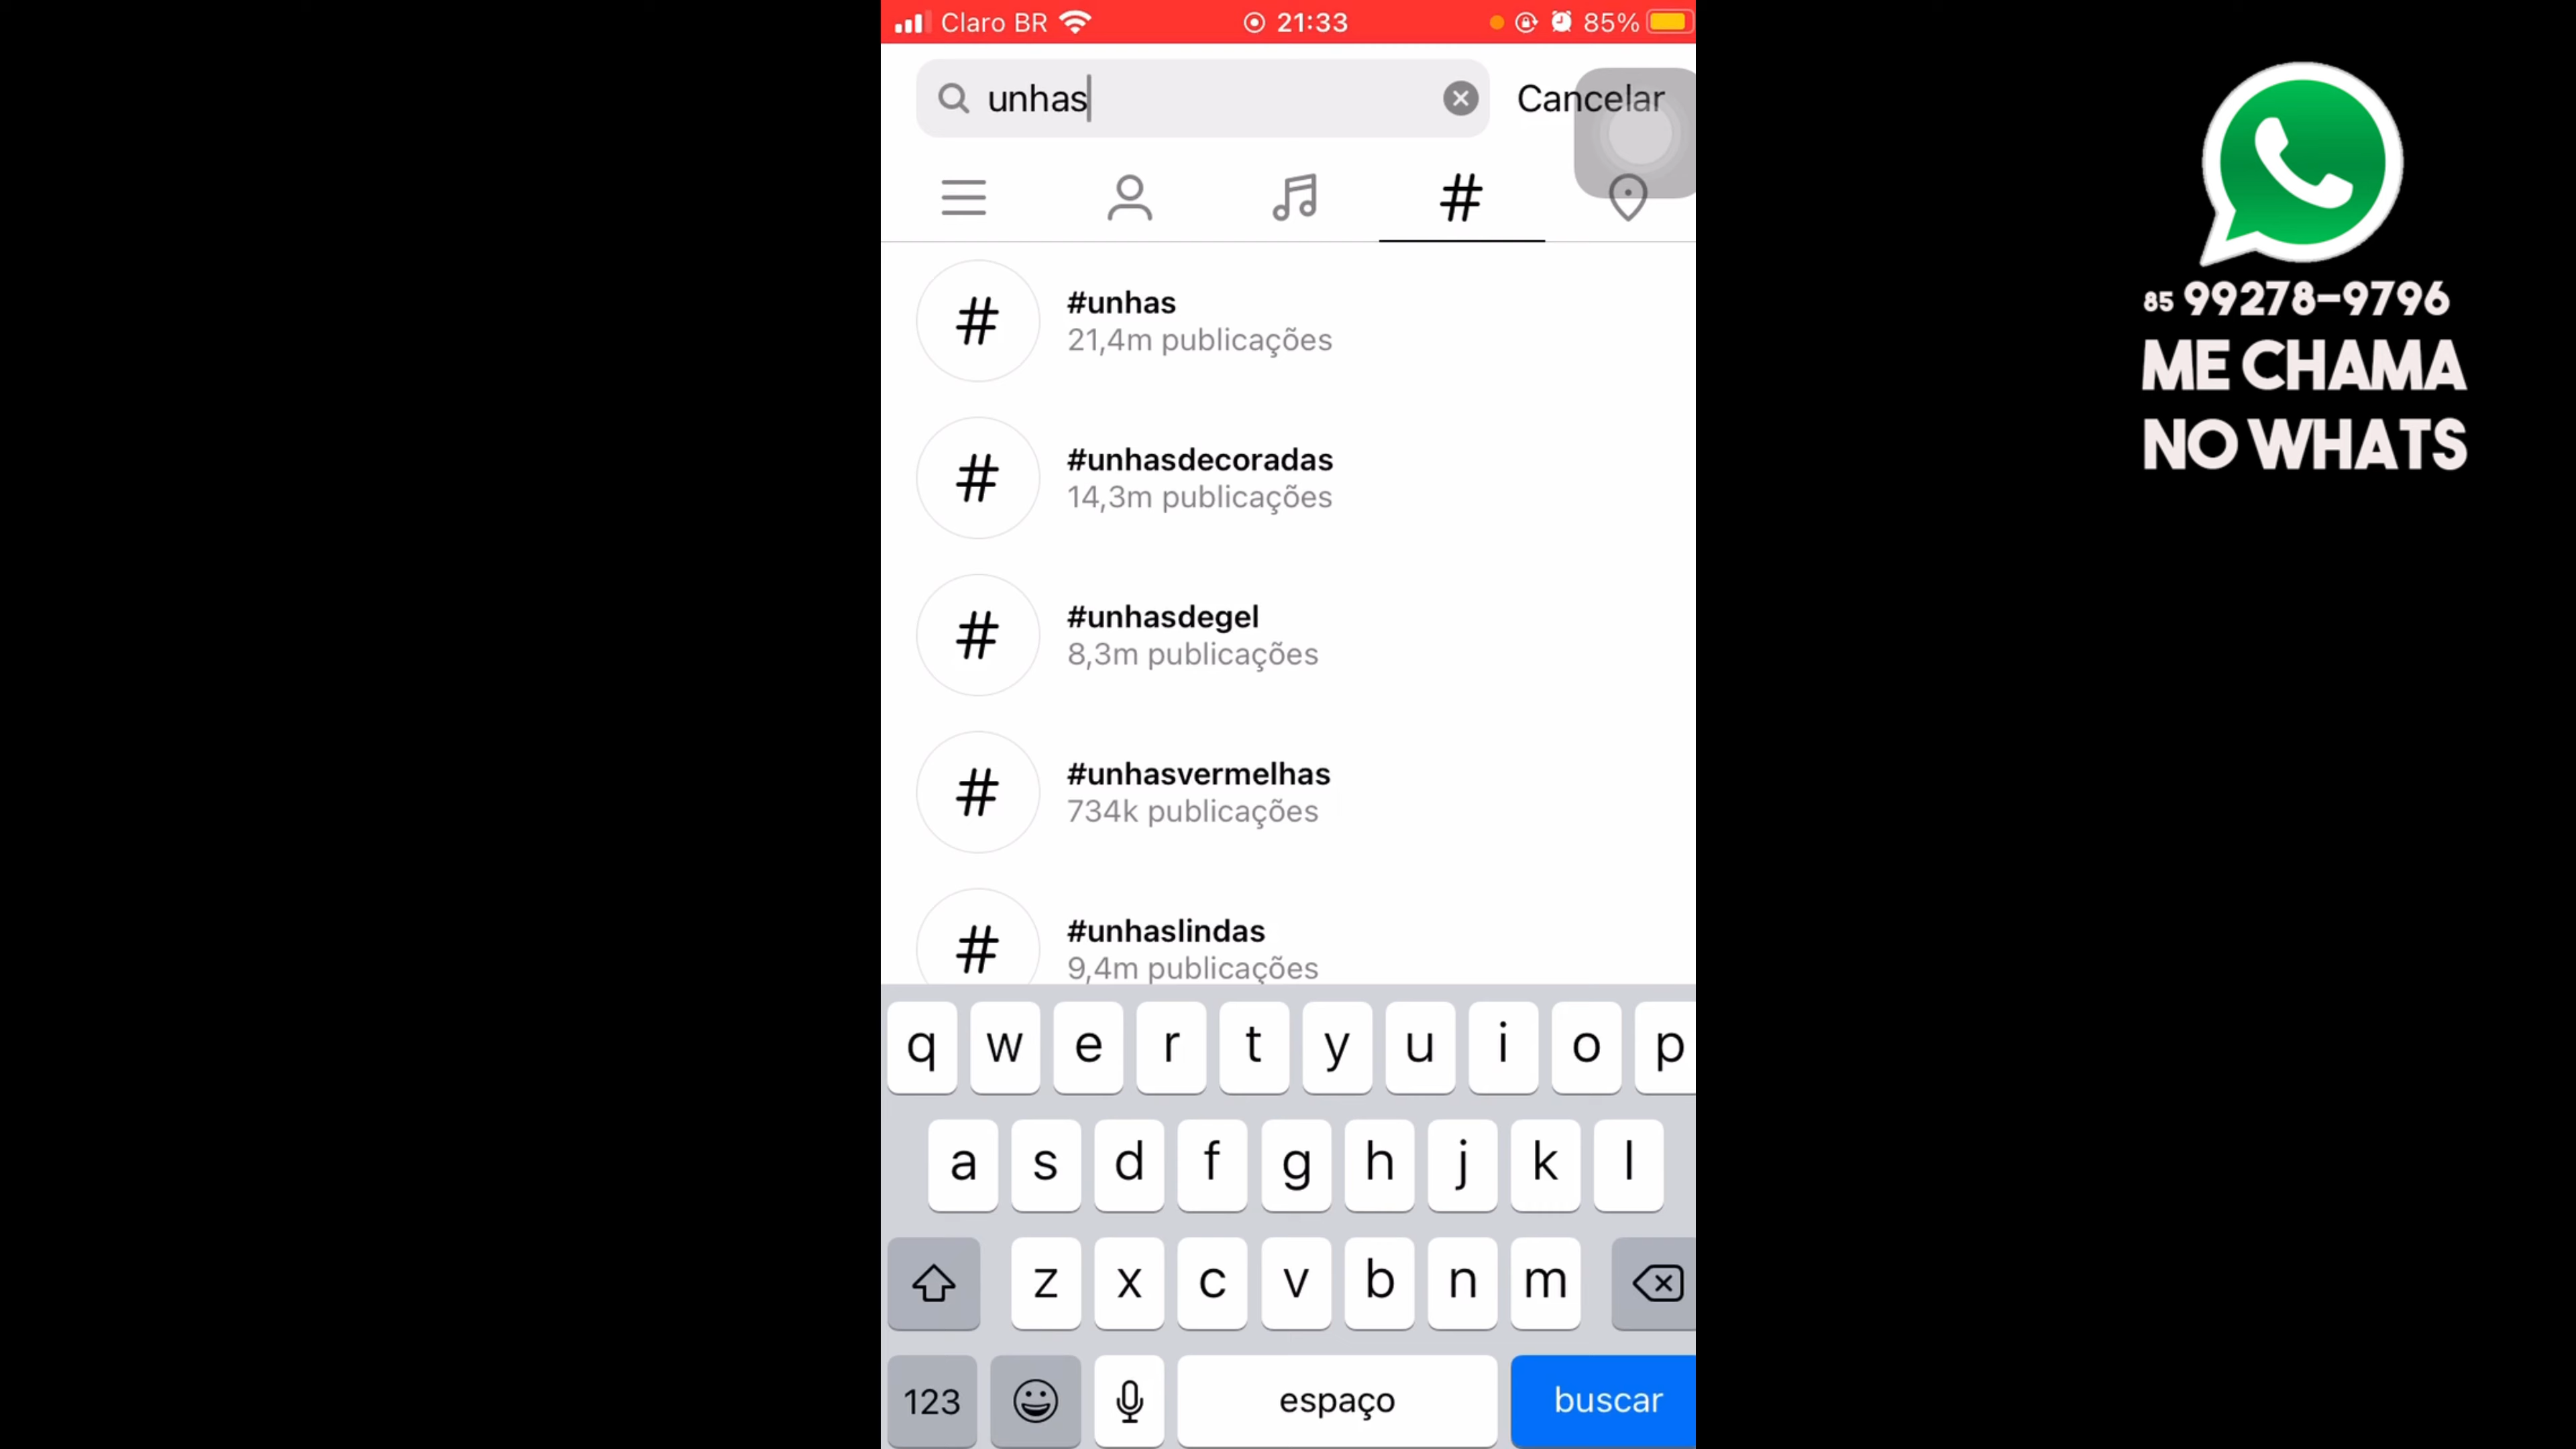 Claro BR 21:33 85%
unhas Cancelar
#
# #unhas
21,4m publicações
# #unhasdecoradas
14,3m publicações
# #unhasdegel
8,3m publicações
# #unhasvermelhas
734k publicações
# #unhaslindas
9,4m publicações
q w e r t y u i o p
a s d f g h j k l
z x c v b n m
123 espaço buscar
85 99278-9796
ME CHAMA
NO WHATS